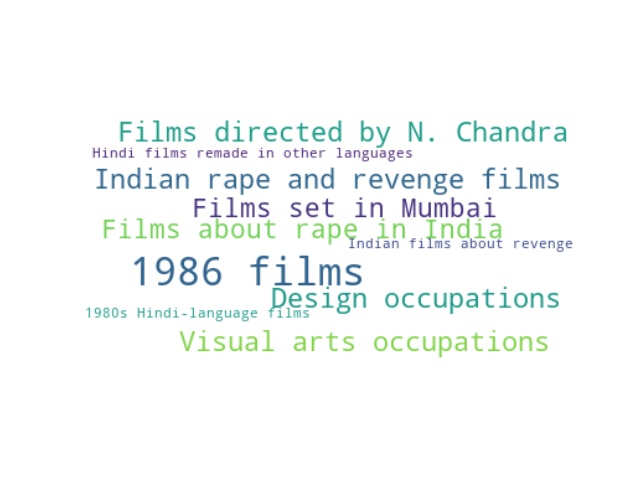 Films directed by N. Chandra
Hindi films remade in other languages
Indian rape and revenge films
Films set in Mumbai
Films about rape in India
Indian films about revenge
1986 films
Design occupations
1980s Hindi-language films
Visual arts occupations